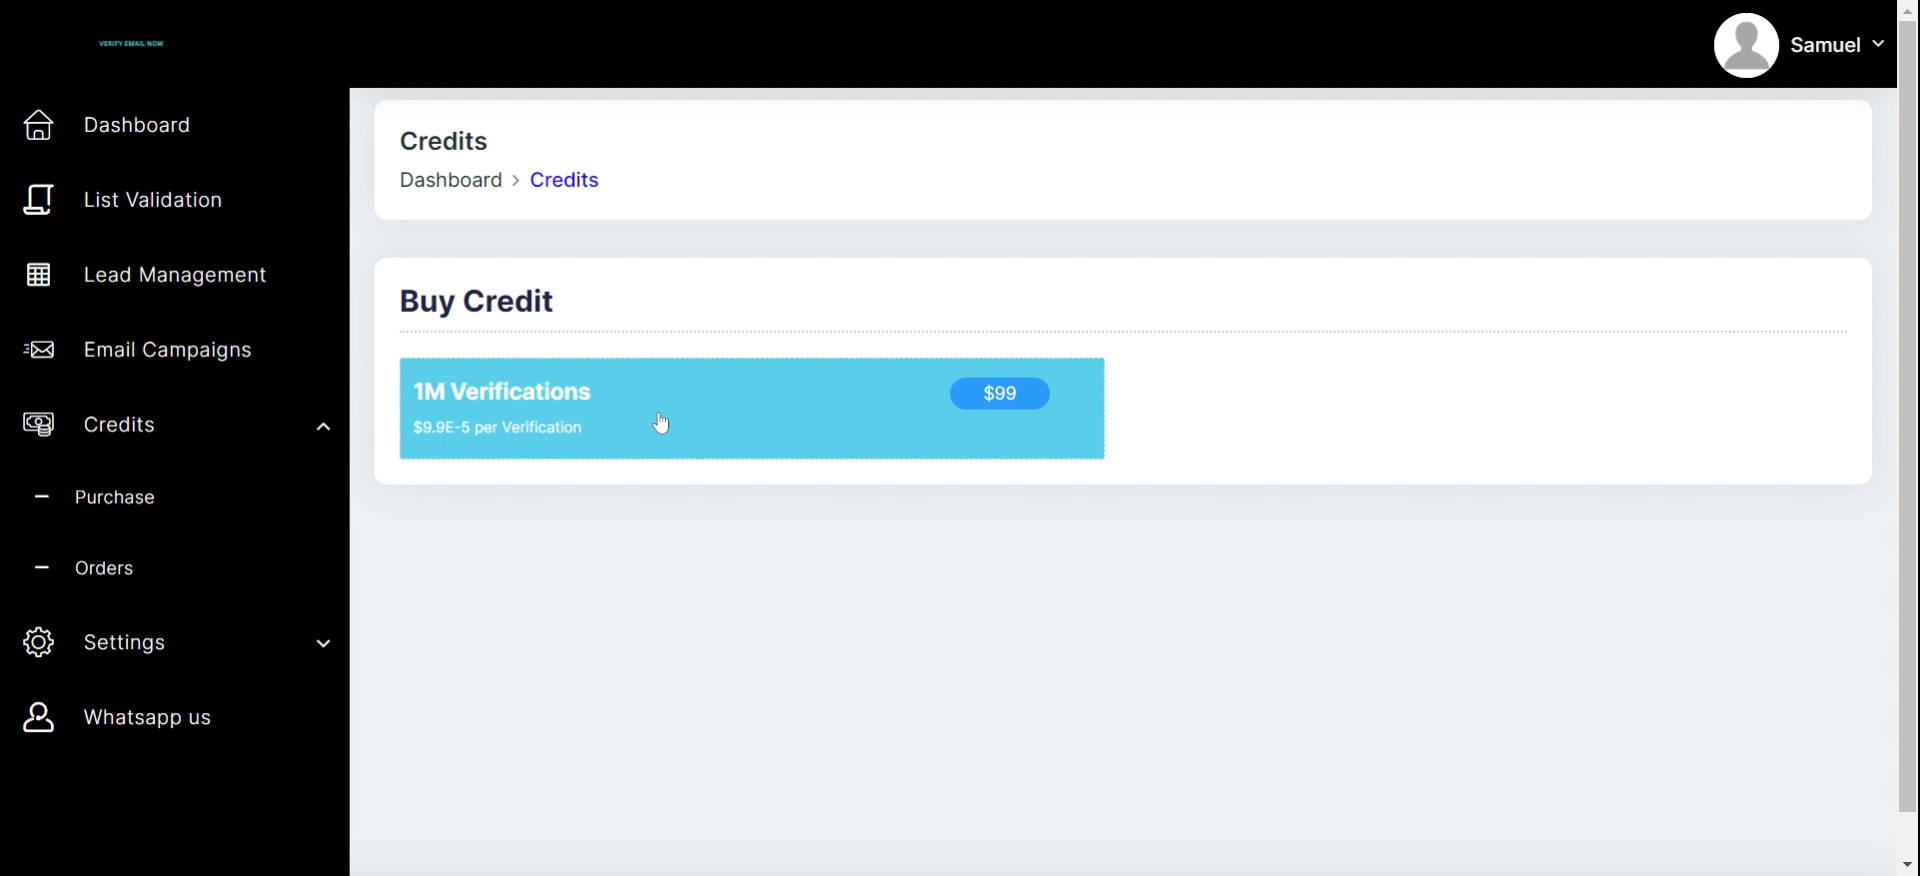 VERIFY EMAIL NOW
Samuel
Dashboard
List Validation
Lead Management
Email Campaigns
Credits
Purchase
Orders
Settings
Whatsapp us
Credits
Dashboard > Credits
Buy Credit
1M Verifications
$99
$9.9E-5 per Verification